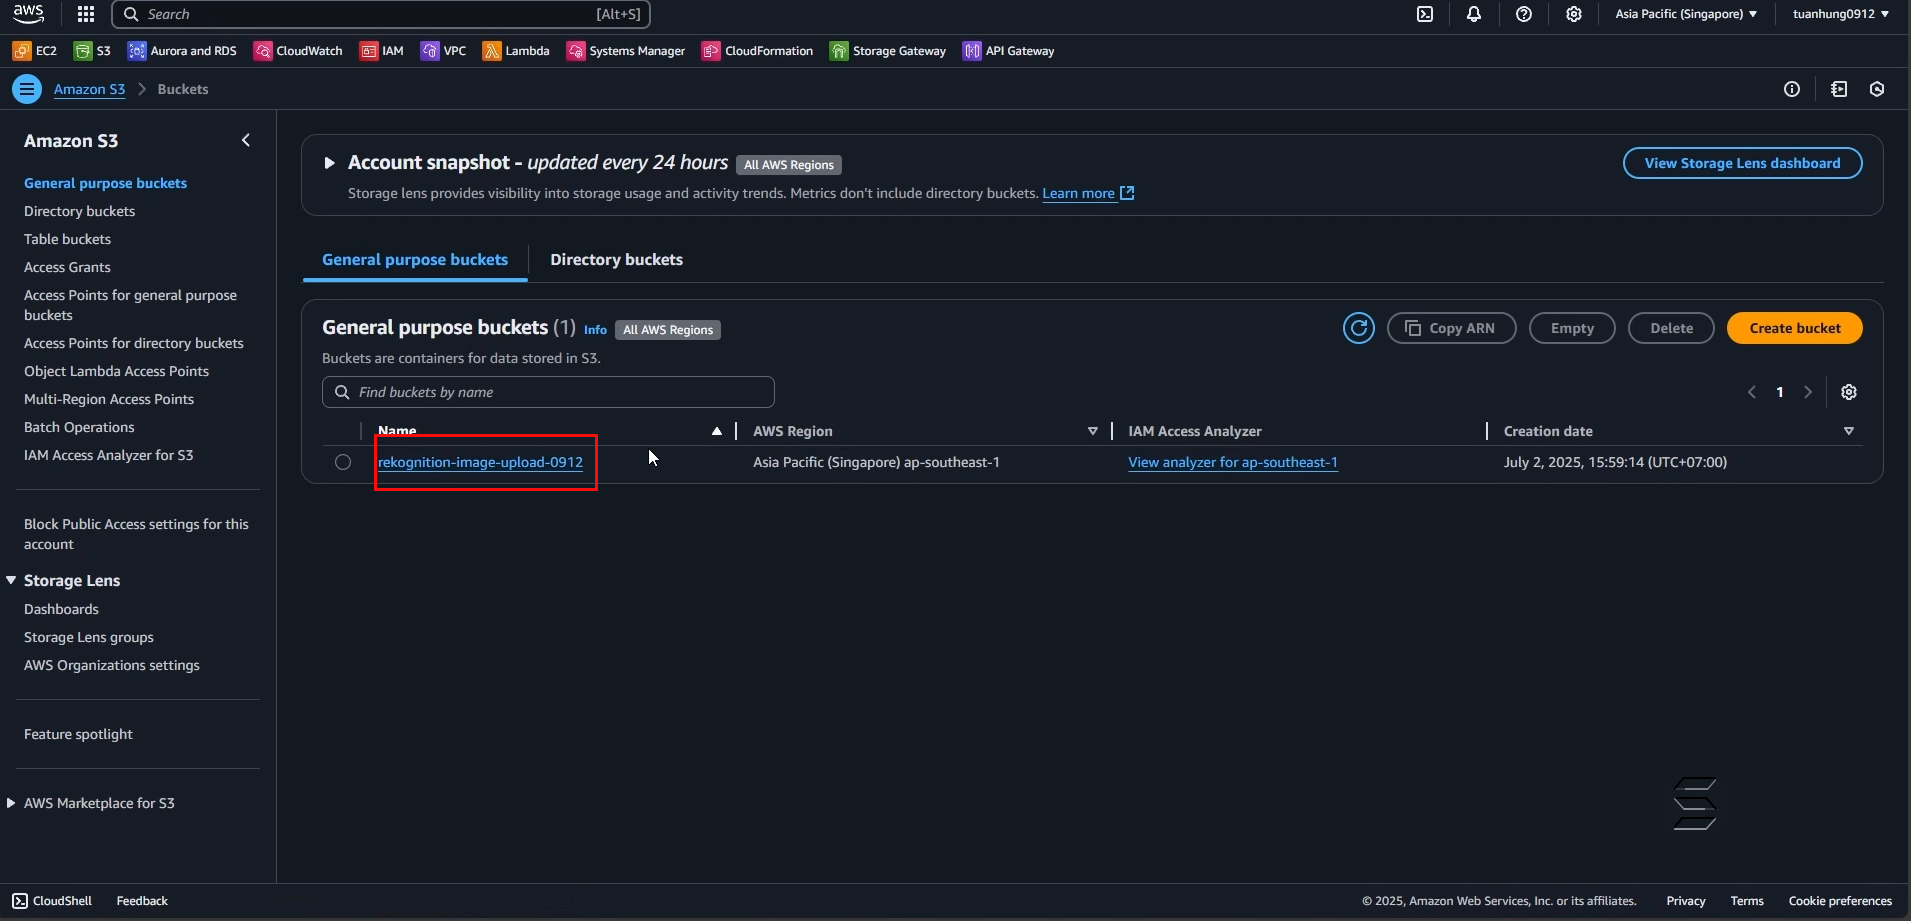 aws
Search [Alt+S]
Asia Pacific (Singapore)
tuanhung0912
EC2
S3
Aurora and RDS
CloudWatch
IAM
VPC
Lambda
Systems Manager
CloudFormation
Storage Gateway
API Gateway
Amazon S3 > Buckets
Amazon S3
General purpose buckets
Directory buckets
Table buckets
Access Grants
Access Points for general purpose
buckets
Access Points for directory buckets
Object Lambda Access Points
Multi-Region Access Points
Batch Operations
IAM Access Analyzer for S3
Block Public Access settings for this
account
Storage Lens
Dashboards
Storage Lens groups
AWS Organizations settings
Feature spotlight
AWS Marketplace for S3
Account snapshot - updated every 24 hours All AWS Regions
View Storage Lens dashboard
Storage lens provides visibility into storage usage and activity trends. Metrics don't include directory buckets. Learn more
General purpose buckets
Directory buckets
General purpose buckets (1) Info All AWS Regions
Copy ARN
Empty
Delete
Create bucket
Buckets are containers for data stored in S3.
Find buckets by name
1
Name
AWS Region
IAM Access Analyzer
Creation date
rekognition-image-upload-0912
Asia Pacific (Singapore) ap-southeast-1
View analyzer for ap-southeast-1
July 2, 2025, 15:59:14 (UTC+07:00)
CloudShell
Feedback
© 2025, Amazon Web Services, Inc. or its affiliates.
Privacy
Terms
Cookie preferences